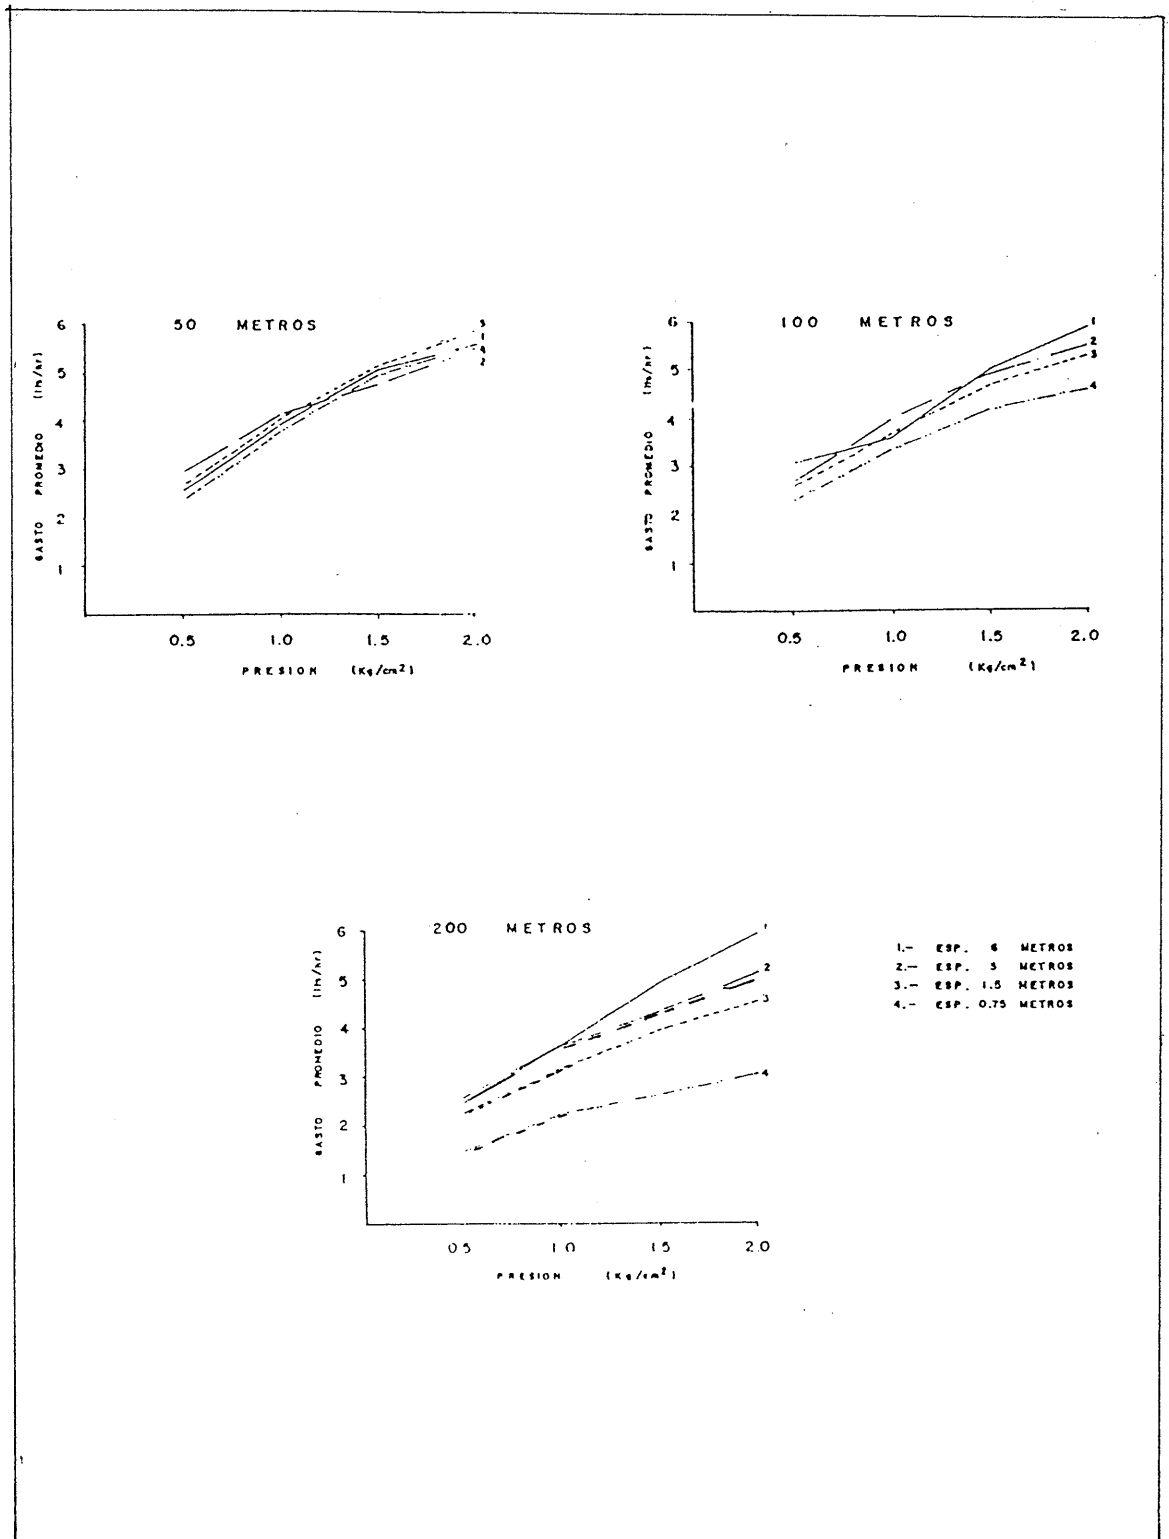 50 METROS
6
5
4
3
2
1
GASTO PROMEDIO (lts/hr)
3
1
4
2
0.5 1.0 1.5 2.0
PRESION (Kg/cm2)
100 METROS
6
5
4
3
2
1
GASTO PROMEDIO (lts/hr)
1
2
3
4
0.5 1.0 1.5 2.0
PRESION (Kg/cm2)
200 METROS
6
5
4
3
2
1
GASTO PROMEDIO (lts/hr)
1
2
3
4
0.5 1.0 1.5 2.0
PRESION (Kg/cm2)
1.- ESP. 6 METROS
2.- ESP. 3 METROS
3.- ESP. 1.5 METROS
4.- ESP. 0.75 METROS